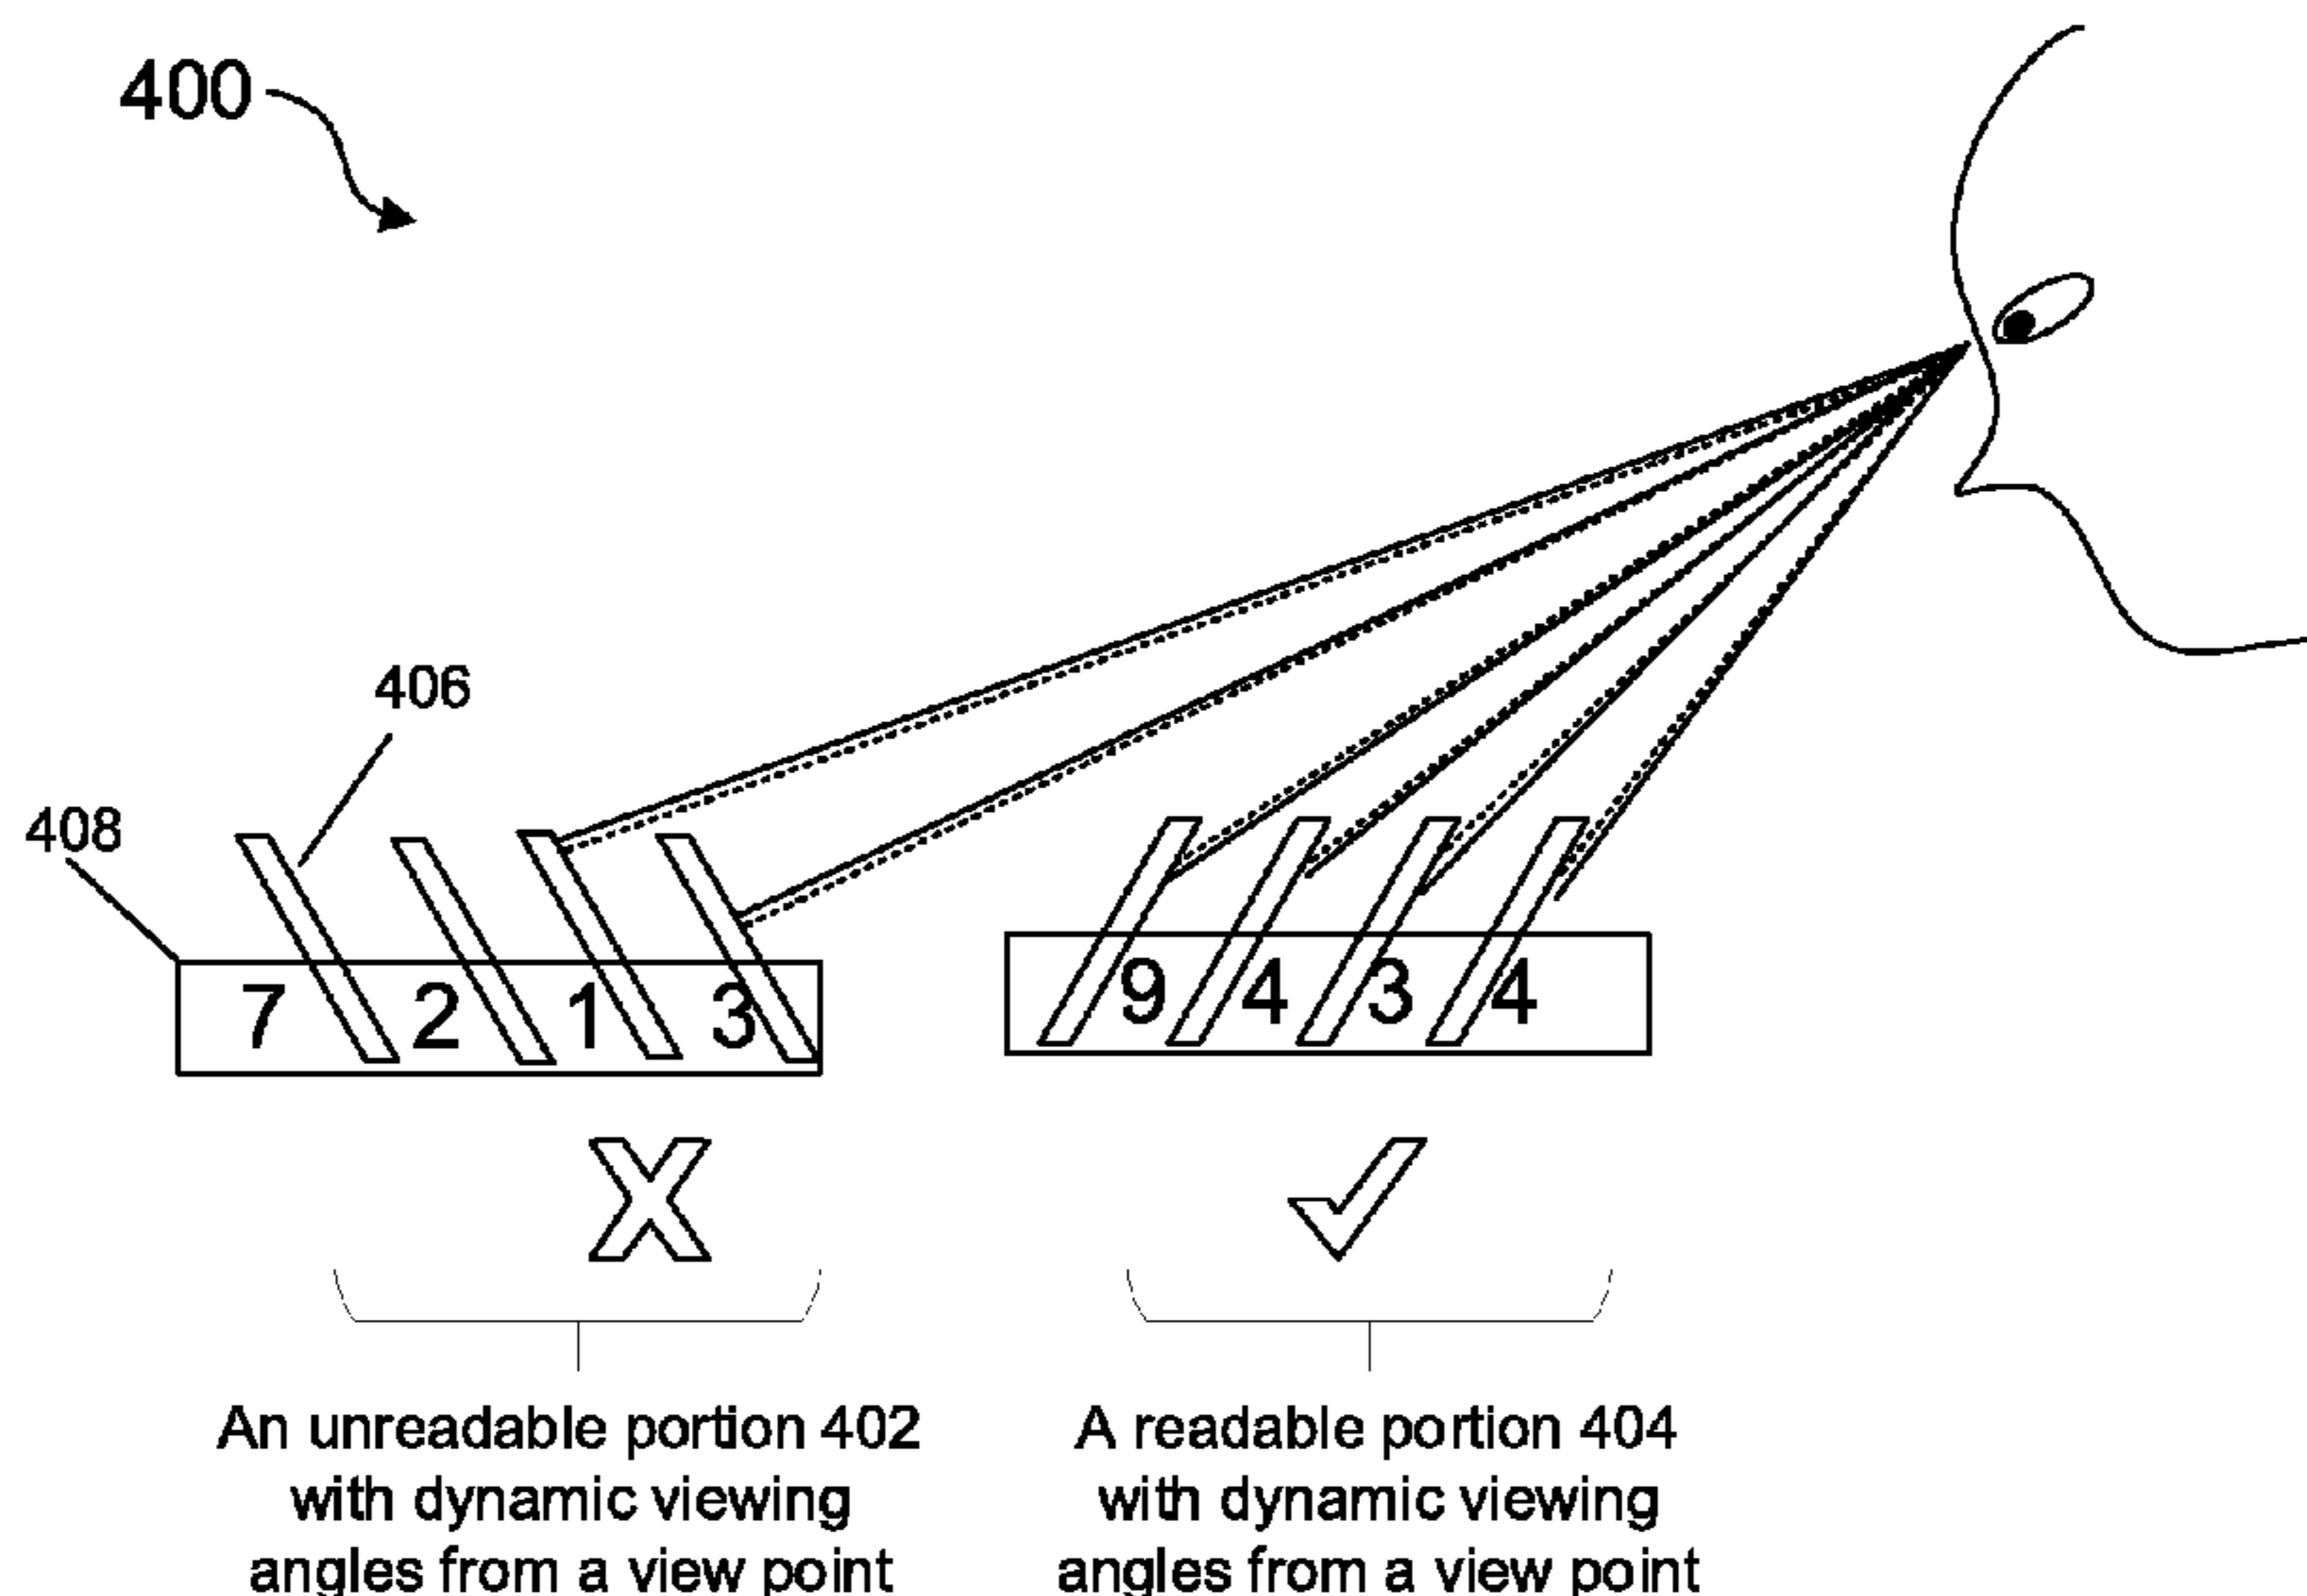 400
406
408
7 2 1 3
9 4 3 4
X
An unreadable portion 402
with dynamic viewing
angles from a view point
A readable portion 404
with dynamic viewing
angles from a view point